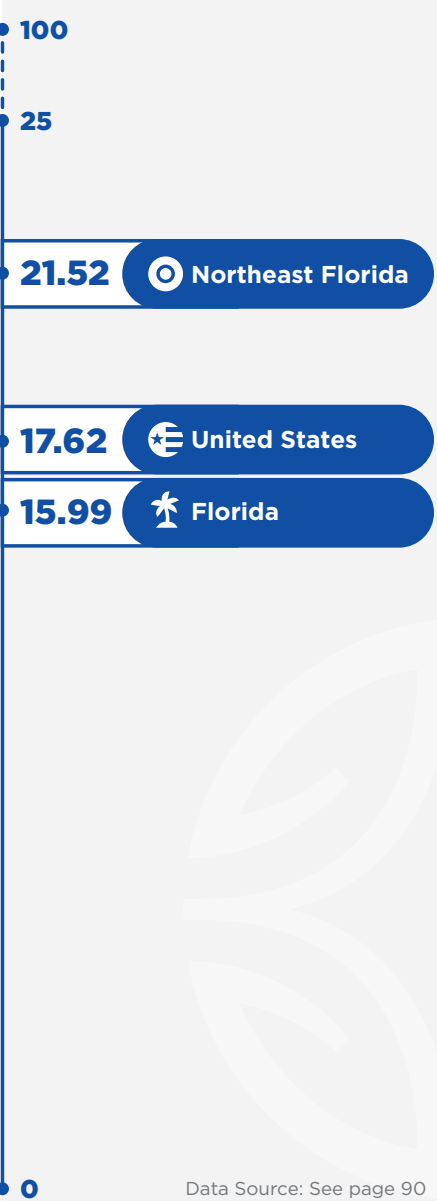 100
25
21.52 Northeast Florida
17.62 United States
15.99 Florida
0 Data Source: See page 90